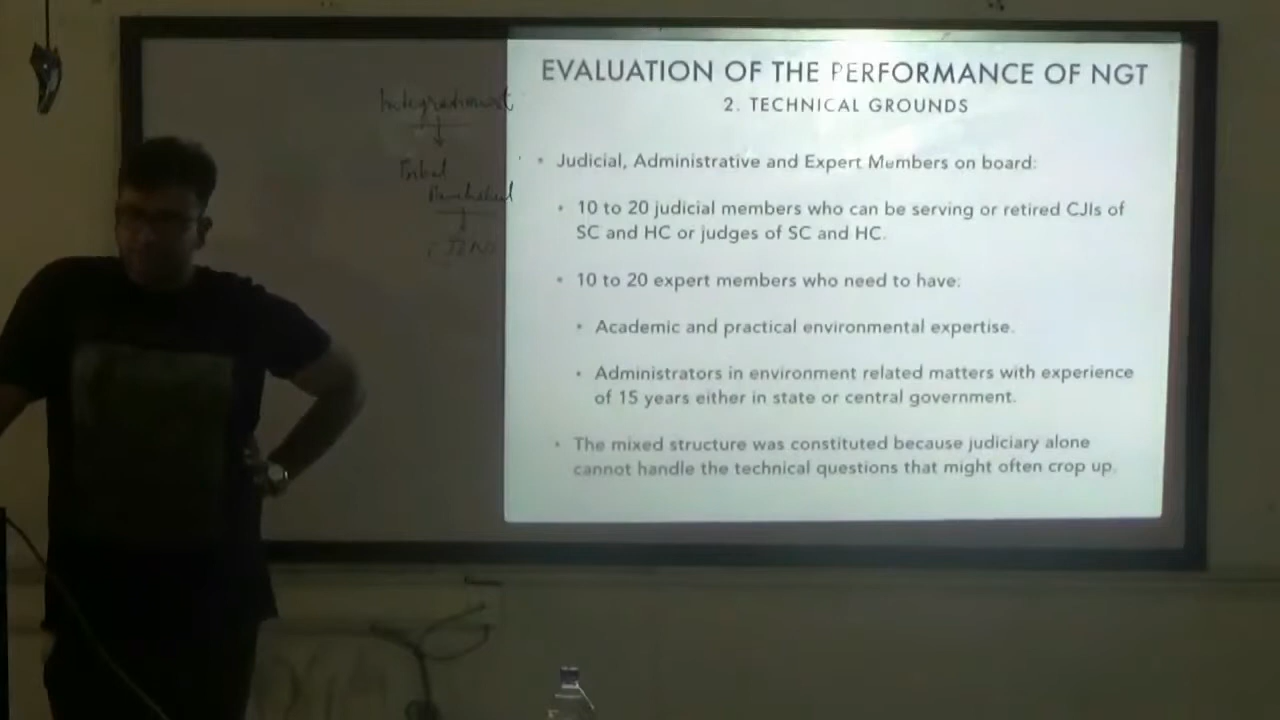 EVALUATION OF THE PERFORMANCE OF NGT
2. TECHNICAL GROUNDS
• Judicial, Administrative and Expert Members on board:
• 10 to 20 judicial members who can be serving or retired CJIs of
SC and HC or judges of SC and HC.
• 10 to 20 expert members who need to have:
• Academic and practical environmental expertise.
• Administrators in environment related matters with experience
of 15 years either in state or central government.
• The mixed structure was constituted because judiciary alone
cannot handle the technical questions that might often crop up.
Integrationist
Tribal